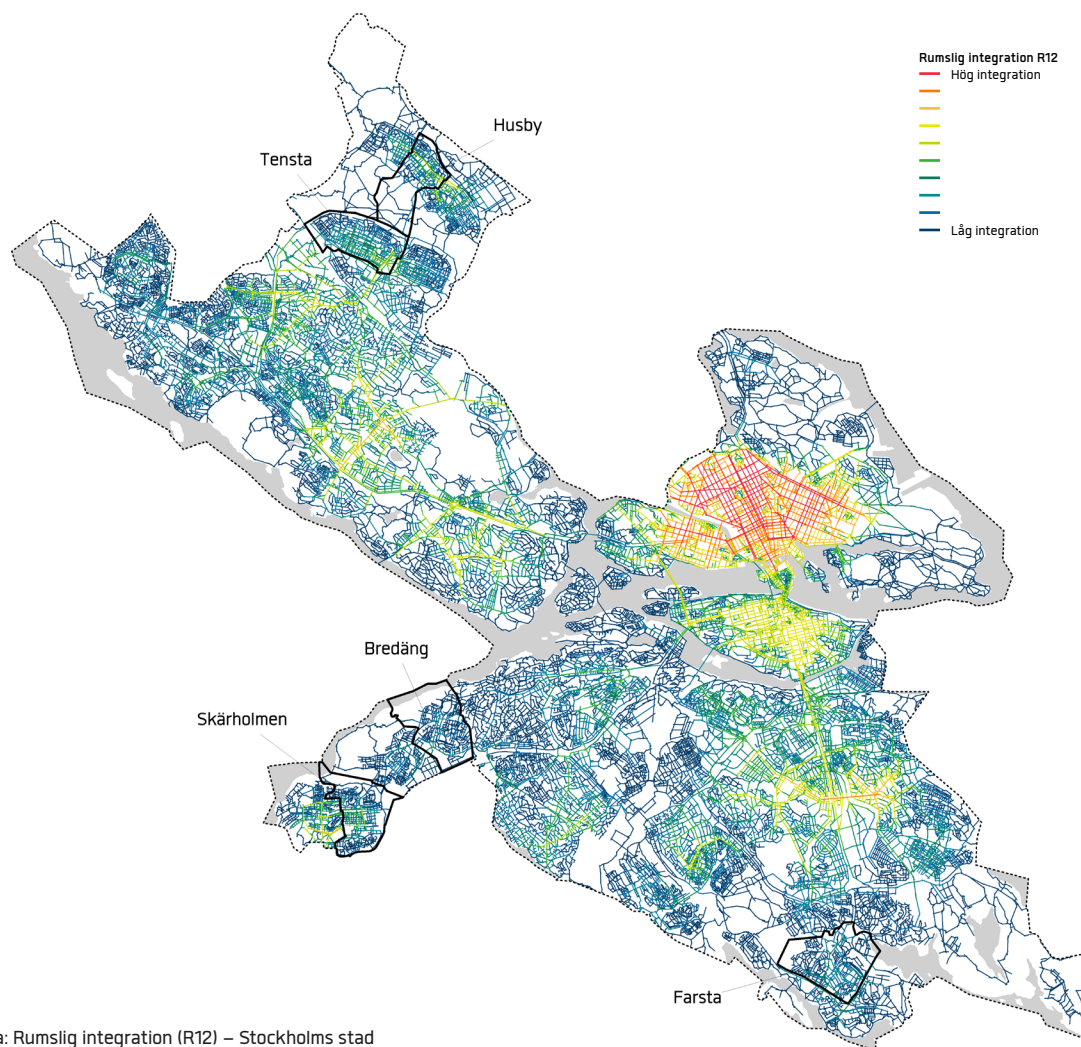 Rumslig integration R12
Hög integration
Låg integration
Husby
Tensta
Bredäng
Skärholmen
Farsta
Rumslig integration (R12) – Stockholms stad